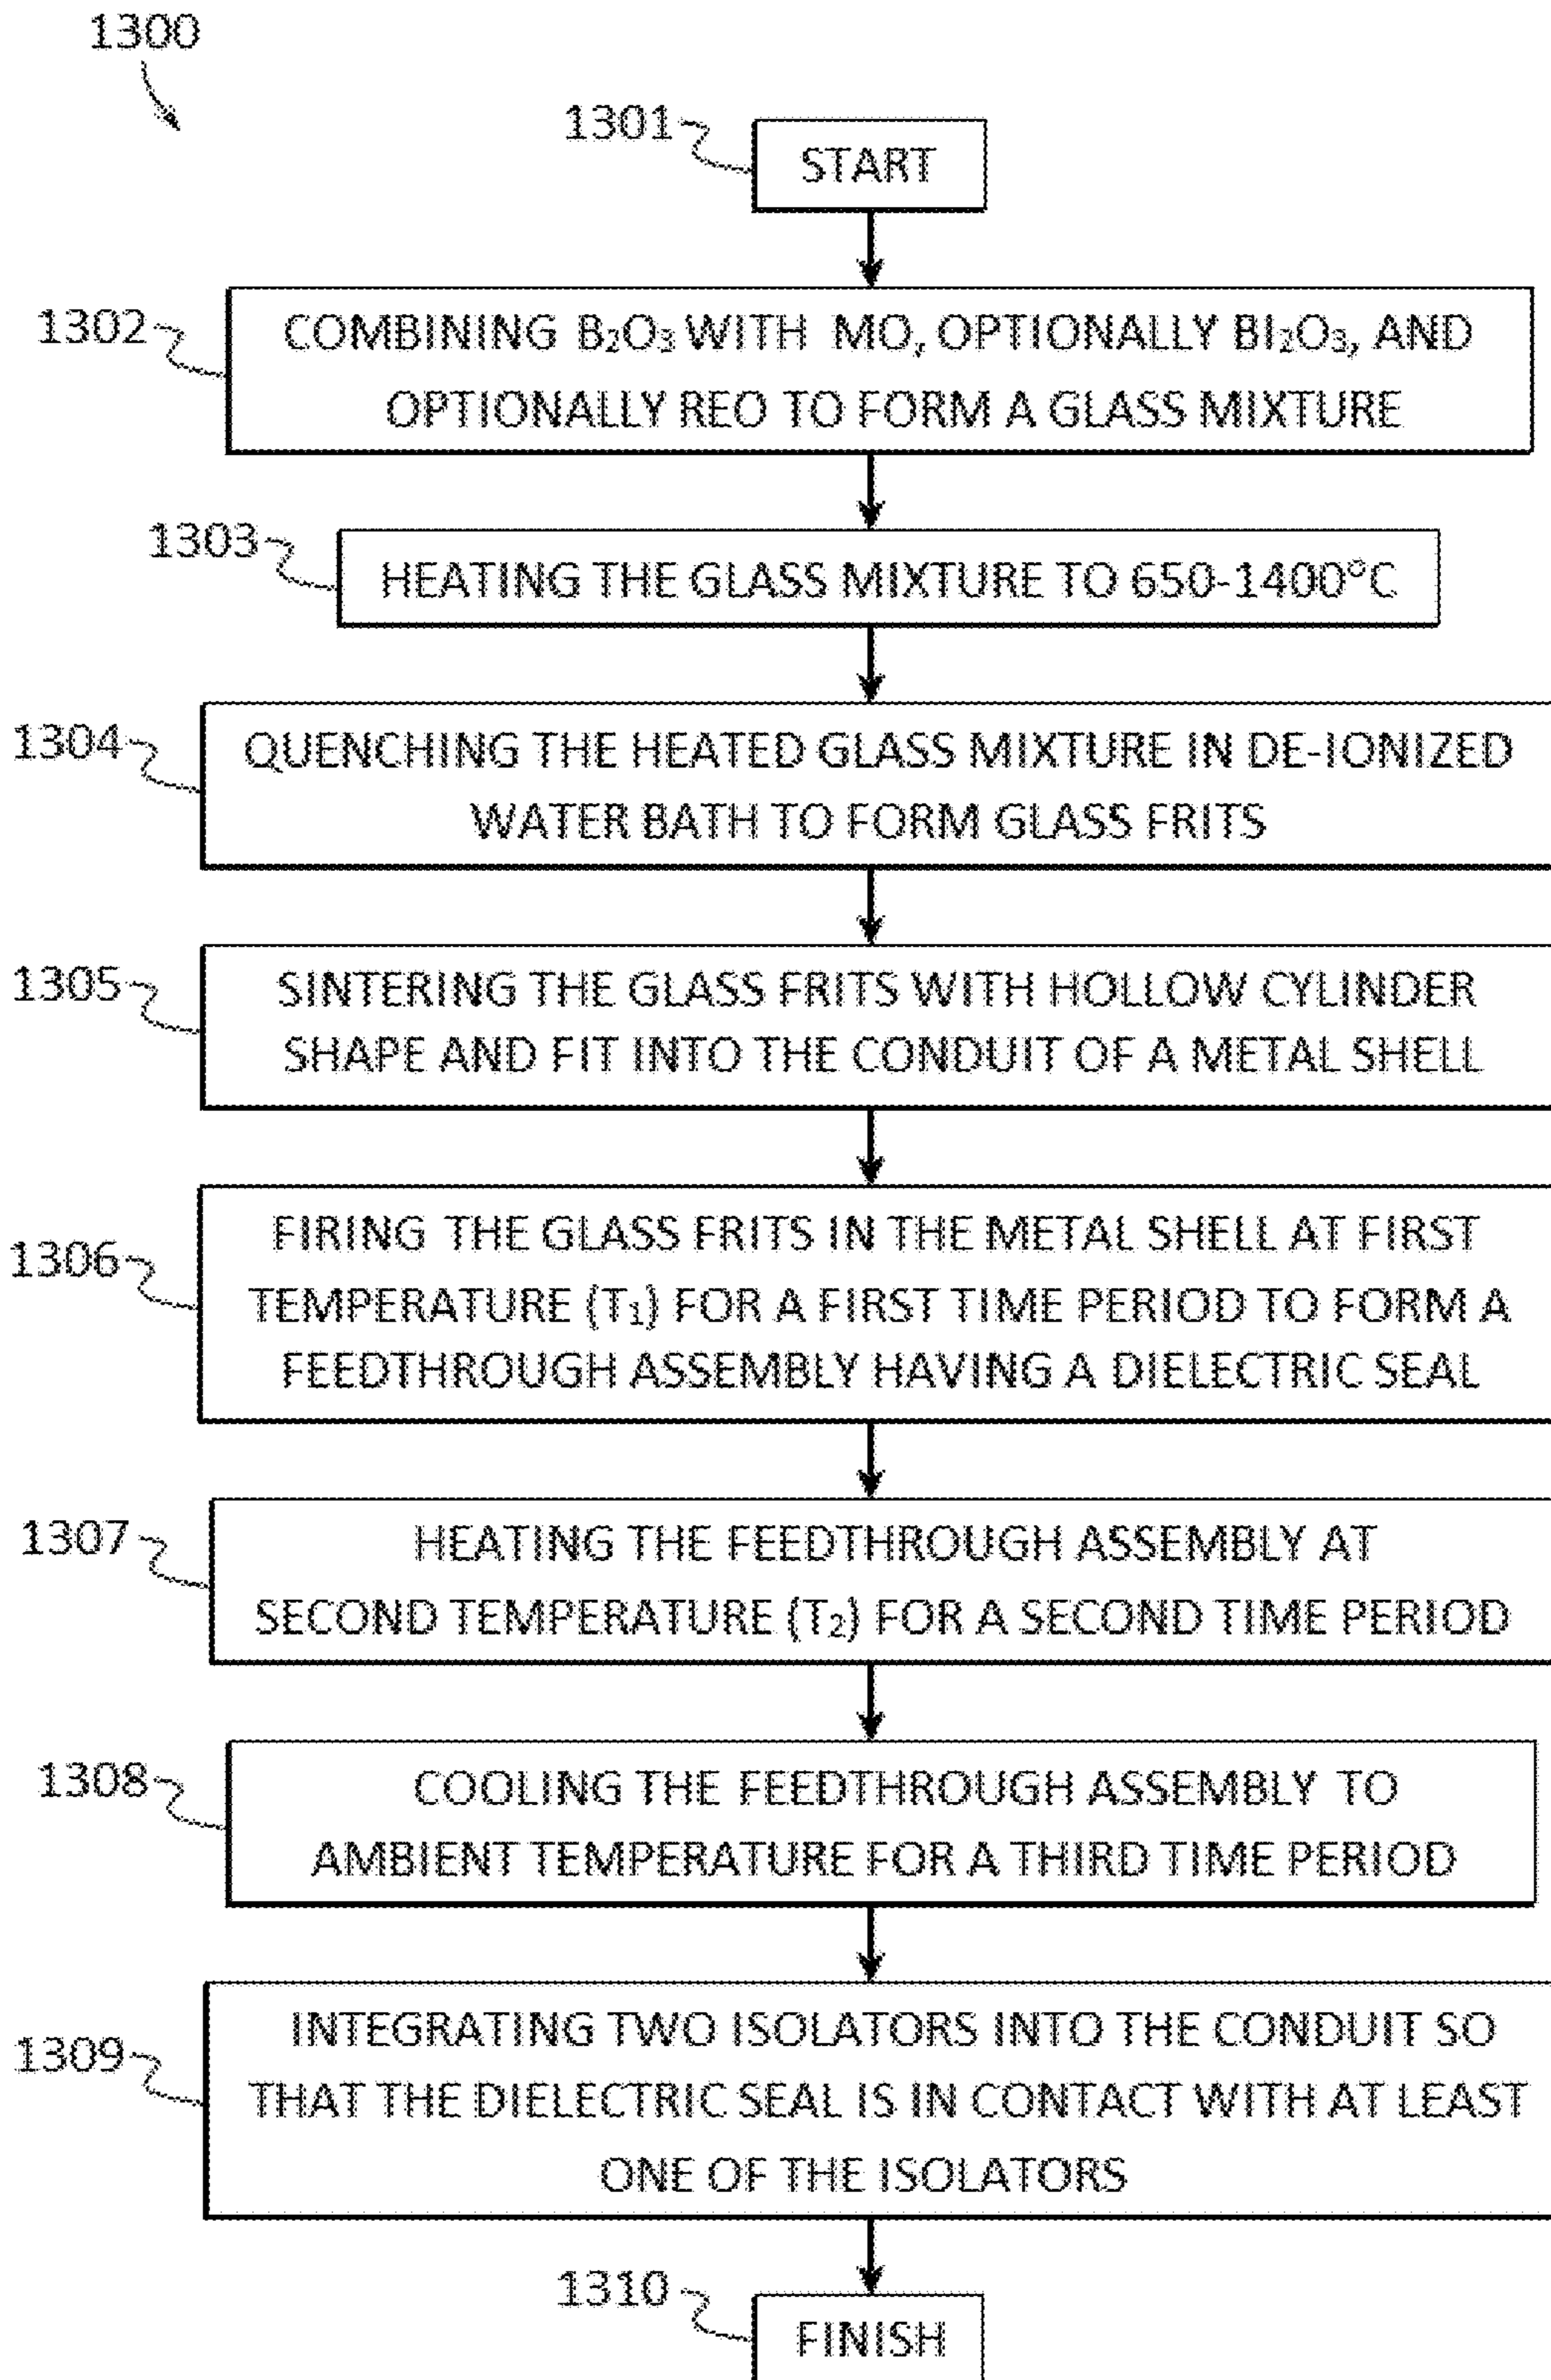 1300
1301
START
1302
COMBINING B₂O₃ WITH MO, OPTIONALLY BI₂O₃, AND
OPTIONALLY REO TO FORM A GLASS MIXTURE
1303
HEATING THE GLASS MIXTURE TO 650-1400°C
1304
QUENCHING THE HEATED GLASS MIXTURE IN DE-IONIZED
WATER BATH TO FORM GLASS FRITS
1305
SINTERING THE GLASS FRITS WITH HOLLOW CYLINDER
SHAPE AND FIT INTO THE CONDUIT OF A METAL SHELL
1306
FIRING THE GLASS FRITS IN THE METAL SHELL AT FIRST
TEMPERATURE (T₁) FOR A FIRST TIME PERIOD TO FORM A
FEEDTHROUGH ASSEMBLY HAVING A DIELECTRIC SEAL
1307
HEATING THE FEEDTHROUGH ASSEMBLY AT
SECOND TEMPERATURE (T₂) FOR A SECOND TIME PERIOD
1308
COOLING THE FEEDTHROUGH ASSEMBLY TO
AMBIENT TEMPERATURE FOR A THIRD TIME PERIOD
1309
INTEGRATING TWO ISOLATORS INTO THE CONDUIT SO
THAT THE DIELECTRIC SEAL IS IN CONTACT WITH AT LEAST
ONE OF THE ISOLATORS
1310
FINISH